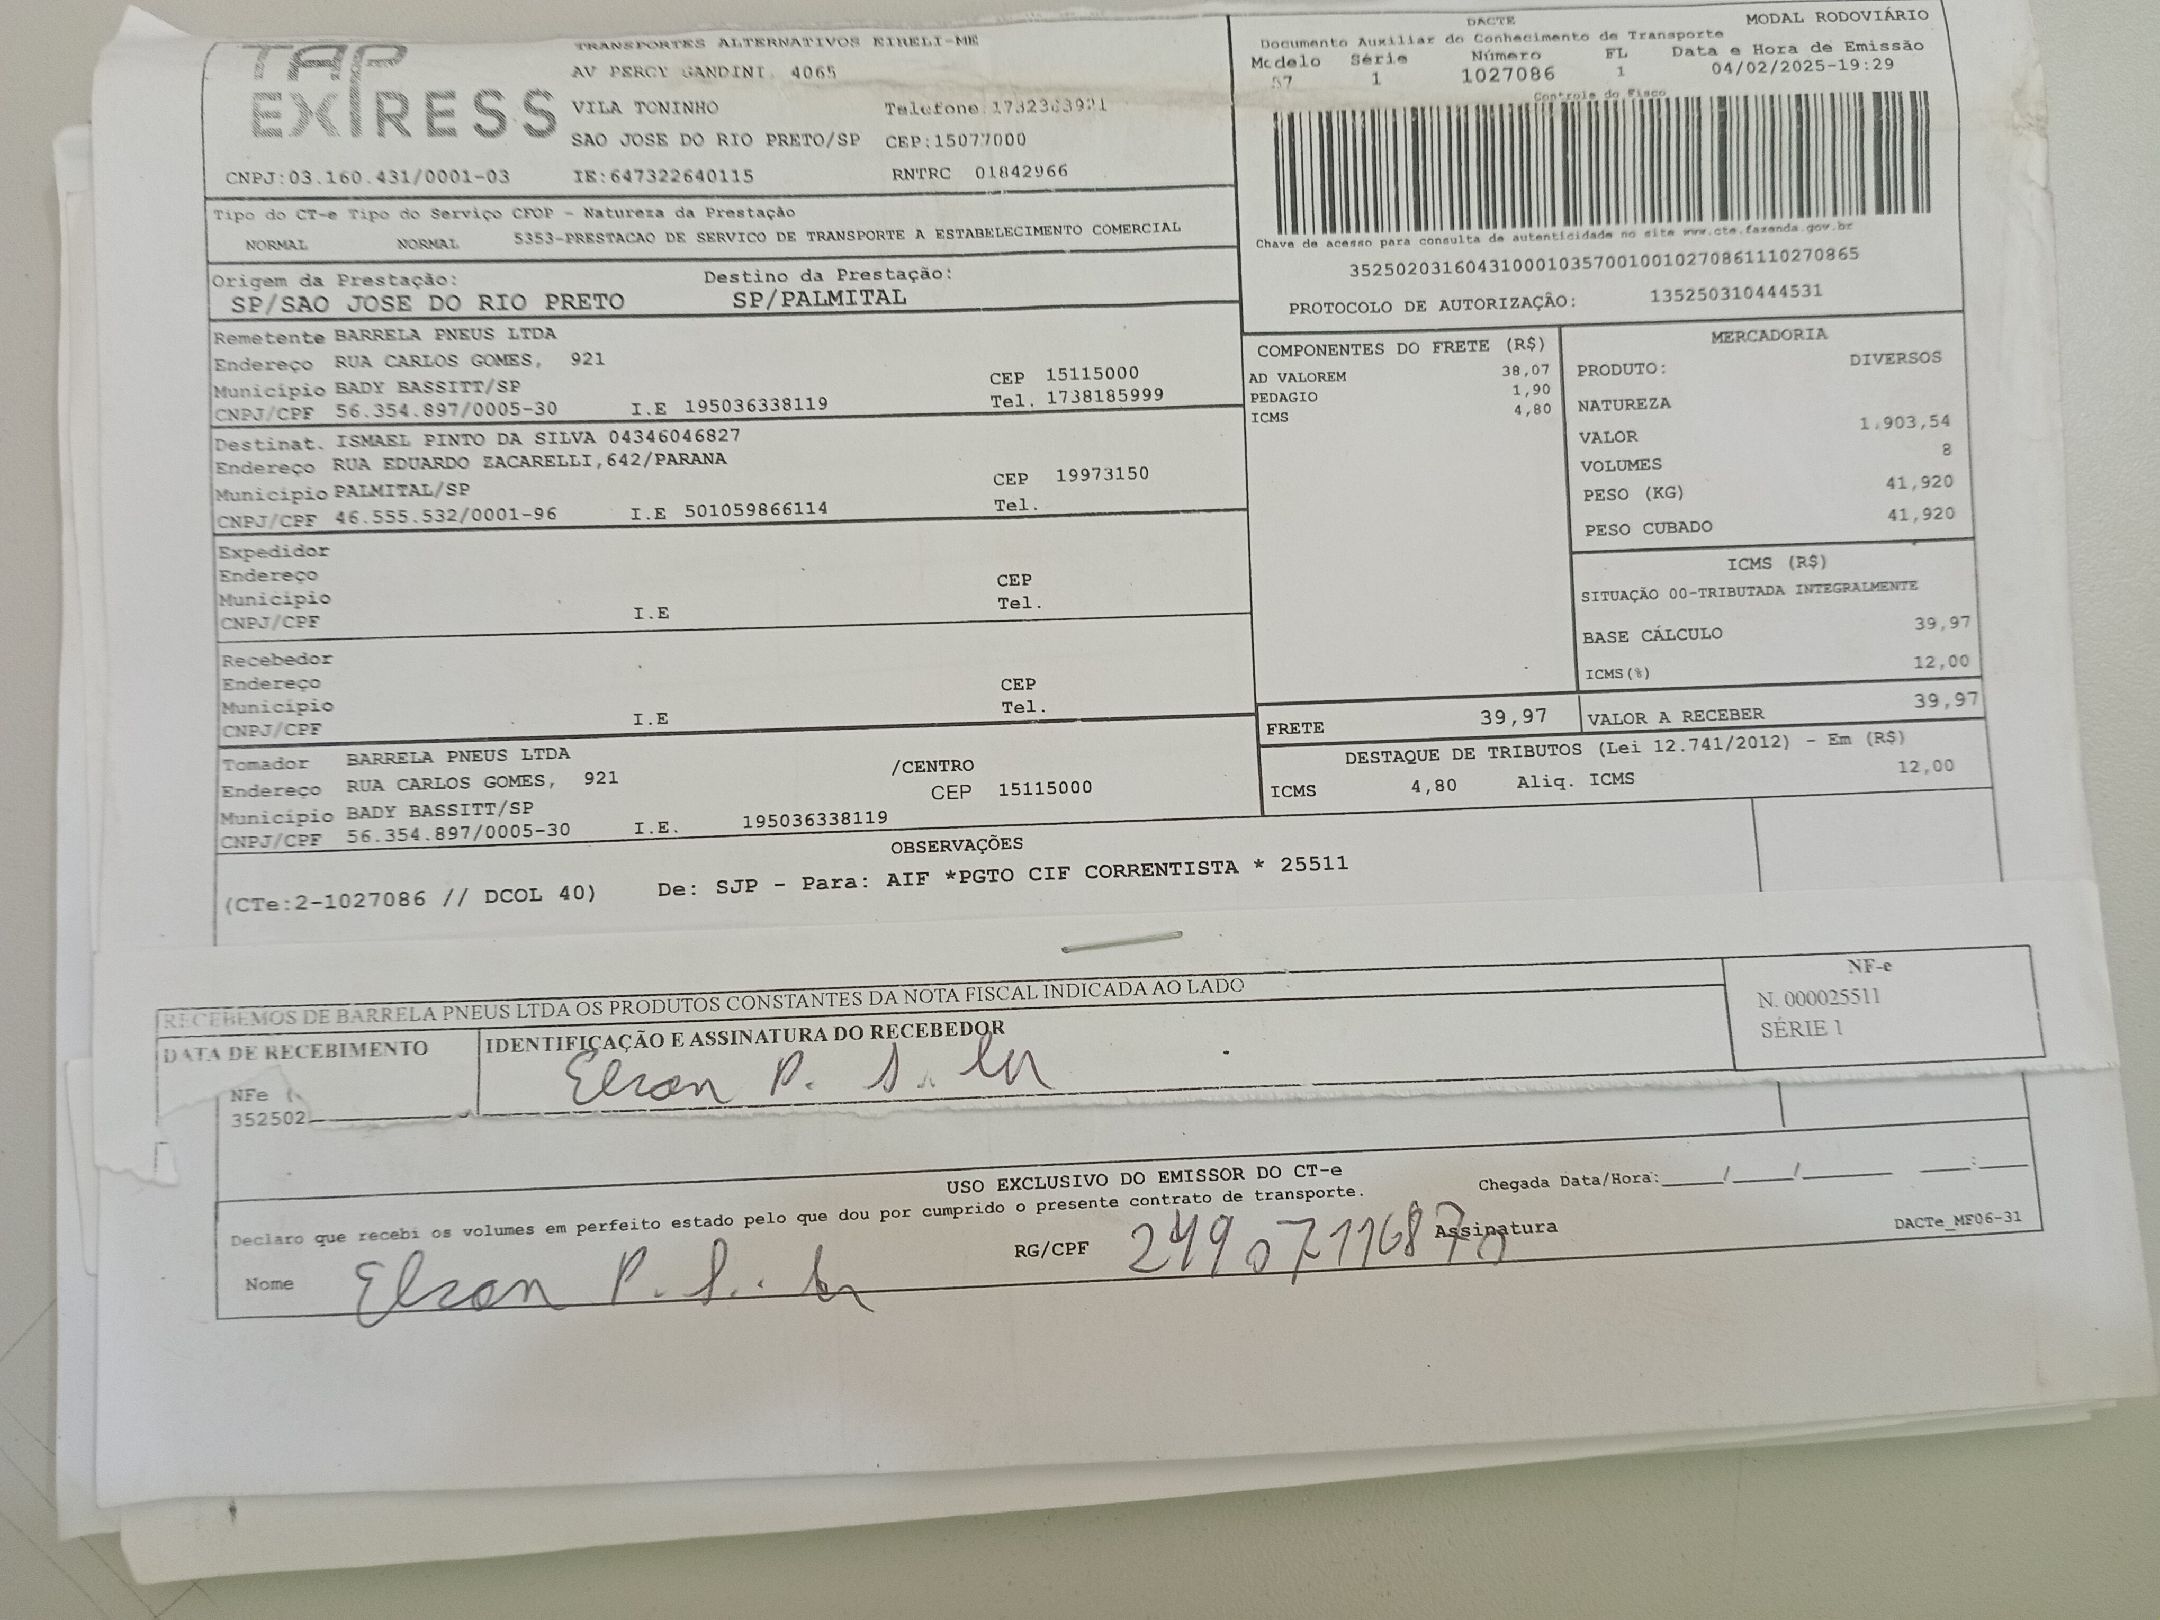 TAP
EXPRESS
TRANSPORTES ALTERNATIVOS EIRELI-ME
AV PERCY GANDINI, 4065
VILA TONINHO Telefone:1732363921
SAO JOSE DO RIO PRETO/SP CEP:15077000
CNPJ:03.160.431/0001-03 IE:647322640115 RNTRC 01842966
DACTE MODAL RODOVIÁRIO
Documento Auxiliar do Conhecimento de Transporte
Modelo Série Número FL Data e Hora de Emissão
57 1 1027086 1 04/02/2025-19:29
Controle do Fisco
Chave de acesso para consulta de autenticidade no site www.cte.fazenda.gov.br
35250203160431000103570010010270861110270865
PROTOCOLO DE AUTORIZAÇÃO: 135250310444531
Tipo do CT-e Tipo do Serviço CFOP - Natureza da Prestação
NORMAL NORMAL 5353-PRESTACAO DE SERVICO DE TRANSPORTE A ESTABELECIMENTO COMERCIAL
Origem da Prestação: Destino da Prestação:
SP/SAO JOSE DO RIO PRETO SP/PALMITAL
Remetente BARRELA PNEUS LTDA
Endereço RUA CARLOS GOMES, 921
Município BADY BASSITT/SP CEP 15115000
CNPJ/CPF 56.354.897/0005-30 I.E 195036338119 Tel. 1738185999
Destinat. ISMAEL PINTO DA SILVA 04346046827
Endereço RUA EDUARDO ZACARELLI,642/PARANA
Município PALMITAL/SP CEP 19973150
CNPJ/CPF 46.555.532/0001-96 I.E 501059866114 Tel.
Expedidor
Endereço
Município CEP
CNPJ/CPF I.E Tel.
Recebedor
Endereço
Município CEP
CNPJ/CPF I.E Tel.
Tomador BARRELA PNEUS LTDA
Endereço RUA CARLOS GOMES, 921 /CENTRO
Município BADY BASSITT/SP CEP 15115000
CNPJ/CPF 56.354.897/0005-30 I.E. 195036338119
COMPONENTES DO FRETE (R$)
AD VALOREM 38,07
PEDAGIO 1,90
ICMS 4,80
MERCADORIA
PRODUTO: DIVERSOS
NATUREZA
VALOR 1.903,54
VOLUMES 8
PESO (KG) 41,920
PESO CUBADO 41,920
ICMS (R$)
SITUAÇÃO 00-TRIBUTADA INTEGRALMENTE
BASE CÁLCULO 39,97
ICMS(%) 12,00
FRETE 39,97 VALOR A RECEBER 39,97
DESTAQUE DE TRIBUTOS (Lei 12.741/2012) - Em (R$)
ICMS 4,80 Aliq. ICMS 12,00
OBSERVAÇÕES
(CTe:2-1027086 // DCOL 40) De: SJP - Para: AIF *PGTO CIF CORRENTISTA * 25511
RECEBEMOS DE BARRELA PNEUS LTDA OS PRODUTOS CONSTANTES DA NOTA FISCAL INDICADA AO LADO
DATA DE RECEBIMENTO IDENTIFICAÇÃO E ASSINATURA DO RECEBEDOR
Elson P. S.
NF-e
N. 000025511
SÉRIE 1
NFe (
352502
USO EXCLUSIVO DO EMISSOR DO CT-e
Declaro que recebi os volumes em perfeito estado pelo que dou por cumprido o presente contrato de transporte.
Chegada Data/Hora:____/____/______ ____:____
Nome Elson P. S. RG/CPF 249071168 Assinatura
DACTe_MF06-31